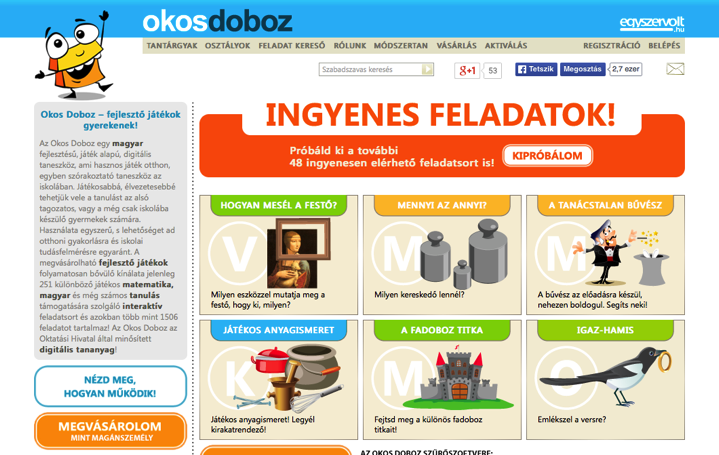 okosdoboz
egyszervolt.hu
TANTÁRGYAK OSZTÁLYOK FELADAT KERESŐ RÓLUNK MÓDSZERTAN VÁSÁRLÁS AKTIVÁLÁS REGISZTRÁCIÓ BELÉPÉS
Szabadszavas keresés
g+1 53 Tetszik Megosztás 2,7 ezer
Okos Doboz – fejlesztő játékok
gyerekeknek!
Az Okos Doboz egy magyar
fejlesztésű, játék alapú, digitális
taneszköz, ami hasznos játék otthon,
egyben szórakoztató taneszköz az
iskolában. Játékosabbá, élvezetesebbé
tehetjük vele a tanulást az alsó
tagozatos, vagy a még csak iskolába
készülő gyermekek számára.
Használata egyszerű, s lehetőséget ad
otthoni gyakorlásra és iskolai
tudásfelmérésre egyaránt. A
megvásárolható fejlesztő játékok
folyamatosan bővülő kínálata jelenleg
251 különböző játékos matematika,
magyar és még számos tanulás
támogatására szolgáló interaktív
feladatsort és azokban több mint 1506
feladatot tartalmaz! Az Okos Doboz az
Oktatási Hivatal által minősített
digitális tananyag!
NÉZD MEG,
HOGYAN MŰKÖDIK!
MEGVÁSÁROLOM
MINT MAGÁNSZEMÉLY
INGYENES FELADATOK!
Próbáld ki a további
48 ingyenesen elérhető feladatsort is!
KIPRÓBÁLOM
HOGYAN MESÉL A FESTŐ?
V
Milyen eszközzel mutatja meg a
festő, hogy ki, milyen?
MENNYI AZ ANNYI?
M
Milyen kereskedő lennél?
A TANÁCSTALAN BŰVÉSZ
M
A bűvész az előadásra készül,
nehezen boldogul. Segíts neki!
JÁTÉKOS ANYAGISMERET
K
Játékos anyagismeret! Legyél
kirakatrendező!
A FADOBOZ TITKA
M
Fejtsd meg a különös fadoboz
titkait!
IGAZ-HAMIS
O
Emlékszel a versre?
AZ OKOS DOBOZ SZŰRŐSZOFTVERE: